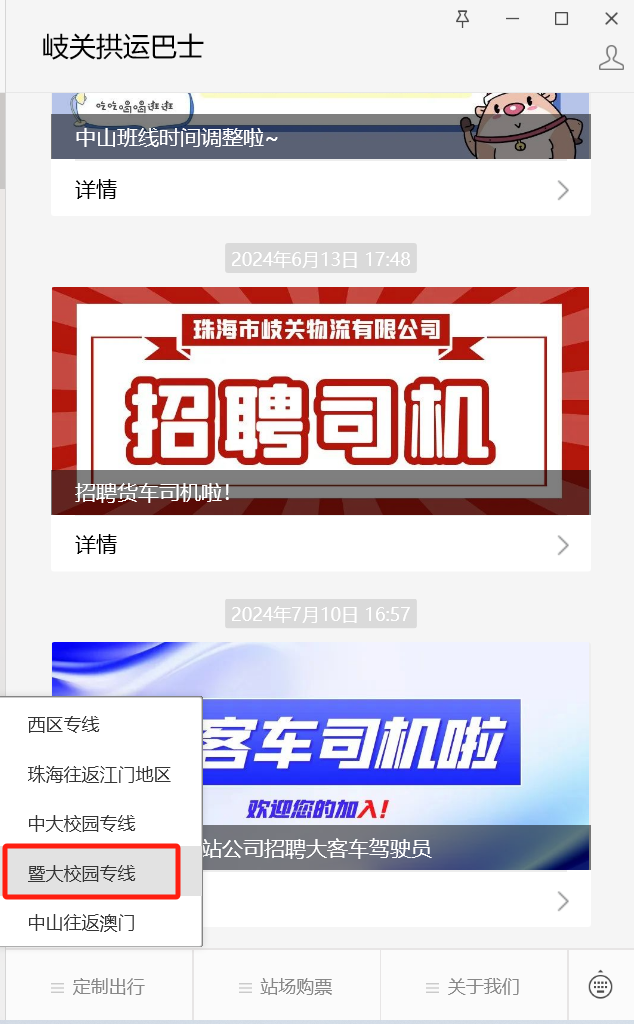 岐关拱运巴士
吃吃喝喝逛逛
中山班线时间调整啦~
详情
2024年6月13日 17:48
珠海市岐关物流有限公司
招聘司机
招聘货车司机啦！
详情
2024年7月10日 16:57
客车司机啦
欢迎您的加入！
站公司招聘大客车驾驶员
西区专线
珠海往返江门地区
中大校园专线
暨大校园专线
中山往返澳门
定制出行
站场购票
关于我们